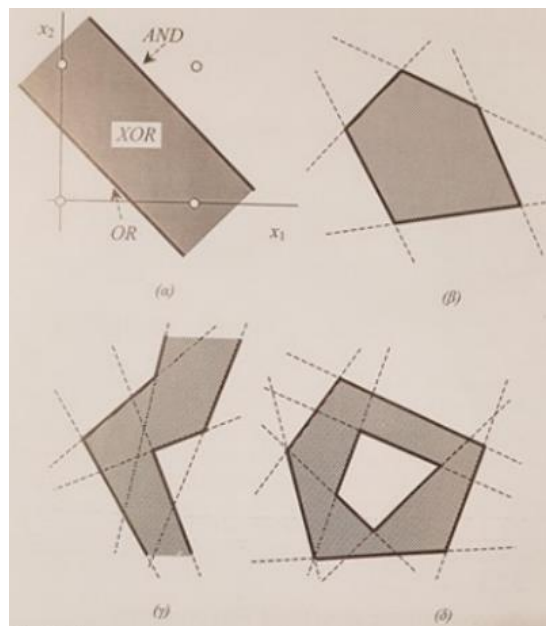 x₂
AND
XOR
OR
x₁
(α)
(β)
(γ)
(δ)